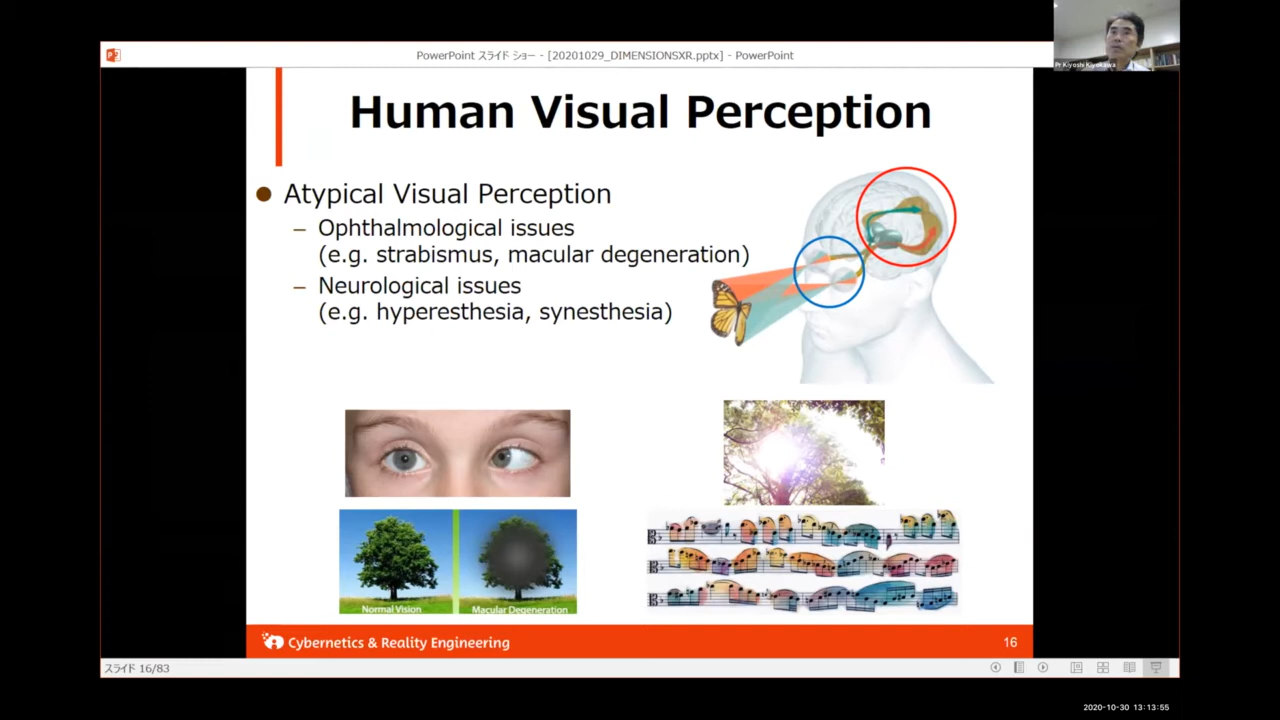 PowerPoint スライド ショー - [20201029_DIMENSIONSXR.pptx] - PowerPoint
Pr Kiyoshi Kiyokawa
Human Visual Perception
Atypical Visual Perception
– Ophthalmological issues
(e.g. strabismus, macular degeneration)
– Neurological issues
(e.g. hyperesthesia, synesthesia)
Normal Vision
Macular Degeneration
Cybernetics & Reality Engineering
16
スライド 16/83
2020-10-30 13:13:55